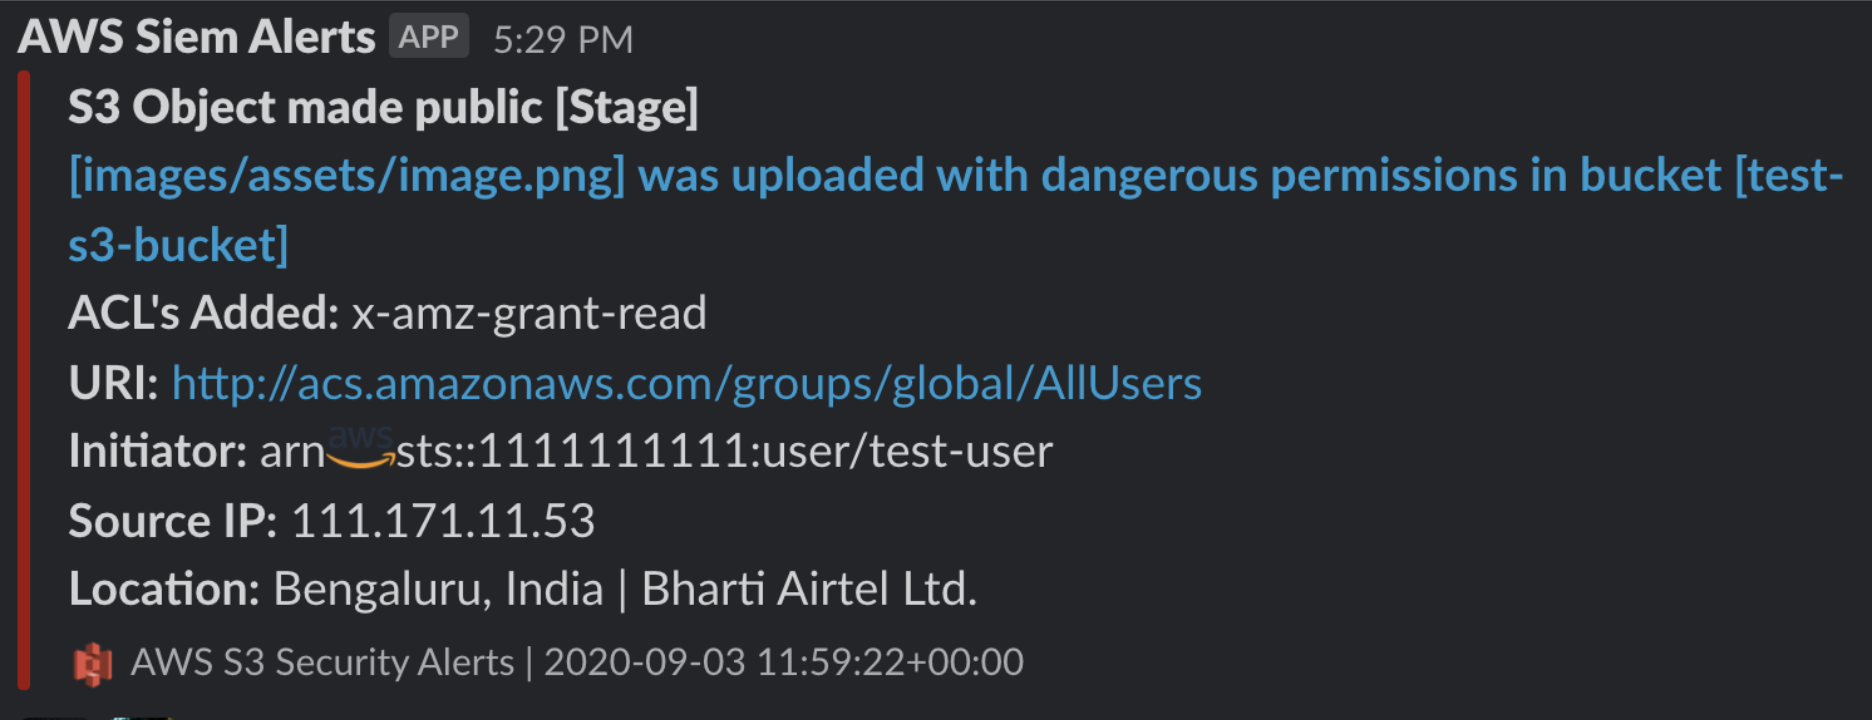 AWS Siem Alerts APP 5:29 PM
S3 Object made public [Stage]
[images/assets/image.png] was uploaded with dangerous permissions in bucket [test-
s3-bucket]
ACL's Added: x-amz-grant-read
URI: http://acs.amazonaws.com/groups/global/AllUsers
Initiator: arn aws sts::1111111111:user/test-user
Source IP: 111.171.11.53
Location: Bengaluru, India | Bharti Airtel Ltd.
AWS S3 Security Alerts | 2020-09-03 11:59:22+00:00